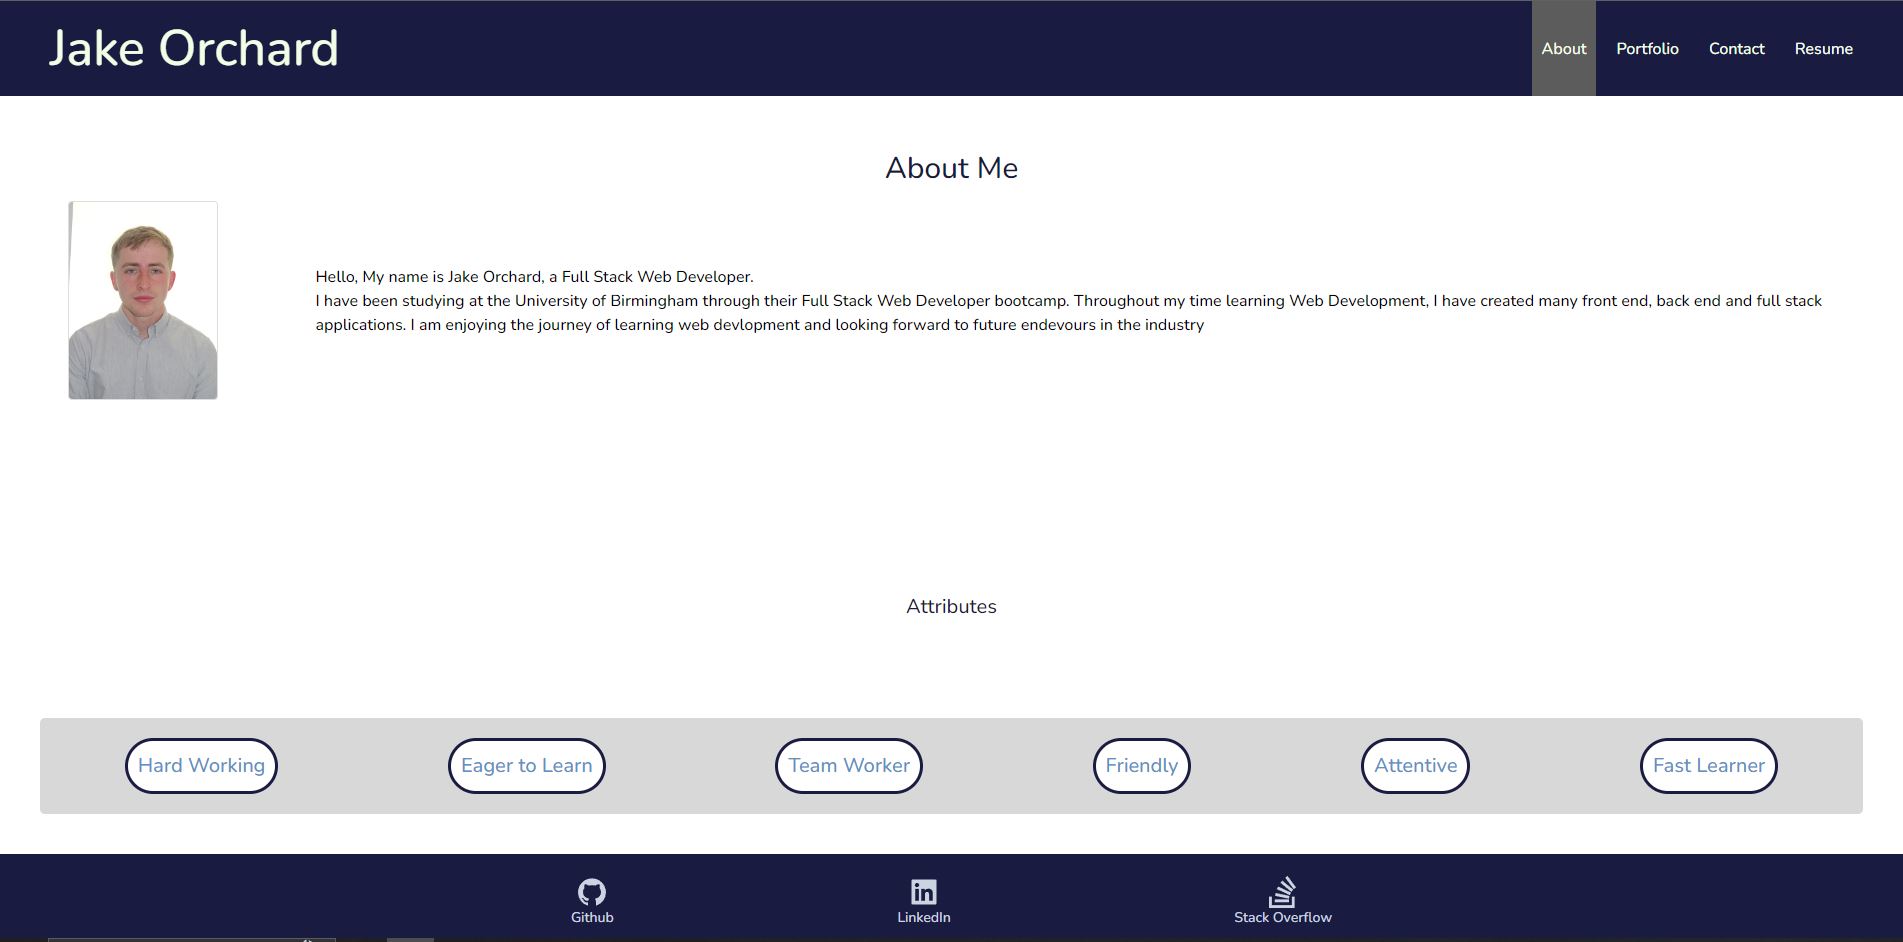 Jake Orchard
About Portfolio Contact Resume
About Me
Hello, My name is Jake Orchard, a Full Stack Web Developer.
I have been studying at the University of Birmingham through their Full Stack Web Developer bootcamp. Throughout my time learning Web Development, I have created many front end, back end and full stack
applications. I am enjoying the journey of learning web devlopment and looking forward to future endevours in the industry
Attributes
Hard Working Eager to Learn Team Worker Friendly Attentive Fast Learner
Github LinkedIn Stack Overflow